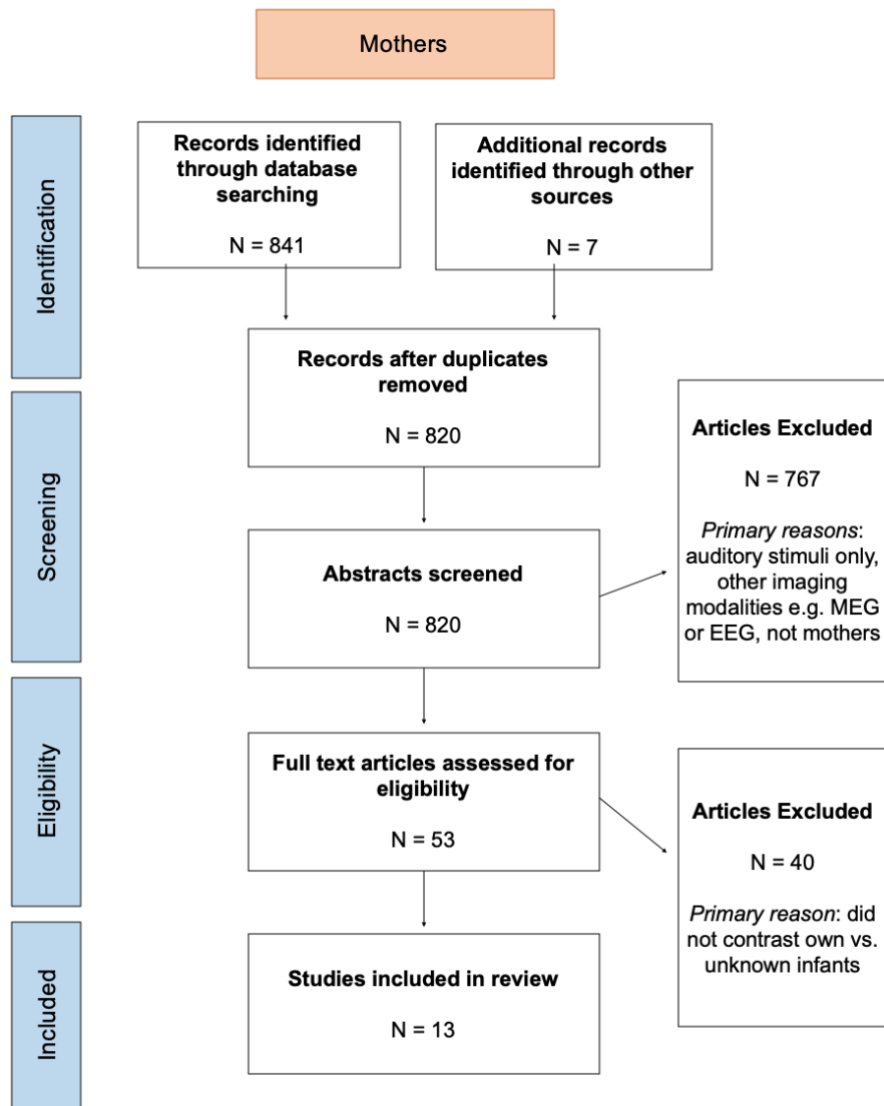 Mothers
Identification
Records identified
through database
searching
N = 841
Additional records
identified through other
sources
N = 7
Records after duplicates
removed
N = 820
Screening
Abstracts screened
N = 820
Articles Excluded
N = 767
Primary reasons:
auditory stimuli only,
other imaging
modalities e.g. MEG
or EEG, not mothers
Eligibility
Full text articles assessed for
eligibility
N = 53
Articles Excluded
N = 40
Primary reason: did
not contrast own vs.
unknown infants
Included
Studies included in review
N = 13